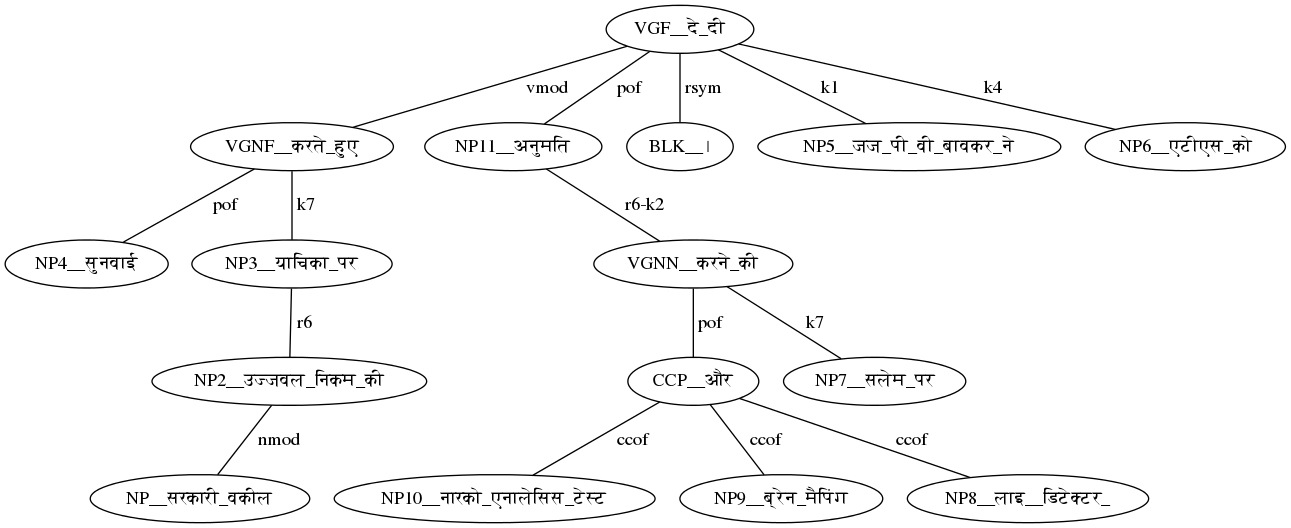 VGF__दे_दी
vmod pof rsym k1 k4
VGNF__करते_हुए NP11__अनुमति BLK__। NP5__जज_पी_वी_बावकर_ने NP6__एटीएस_को
pof k7 r6-k2
NP4__सुनवाई NP3__याचिका_पर VGNN__करने_की
r6 pof k7
NP2__उज्जवल_निकम_की CCP__और NP7__सलेम_पर
nmod ccof ccof ccof
NP__सरकारी_वकील NP10__नारको_एनालेसिस_टेस्ट NP9__ब्रेन_मैपिंग NP8__लाइ__डिटेक्टर_